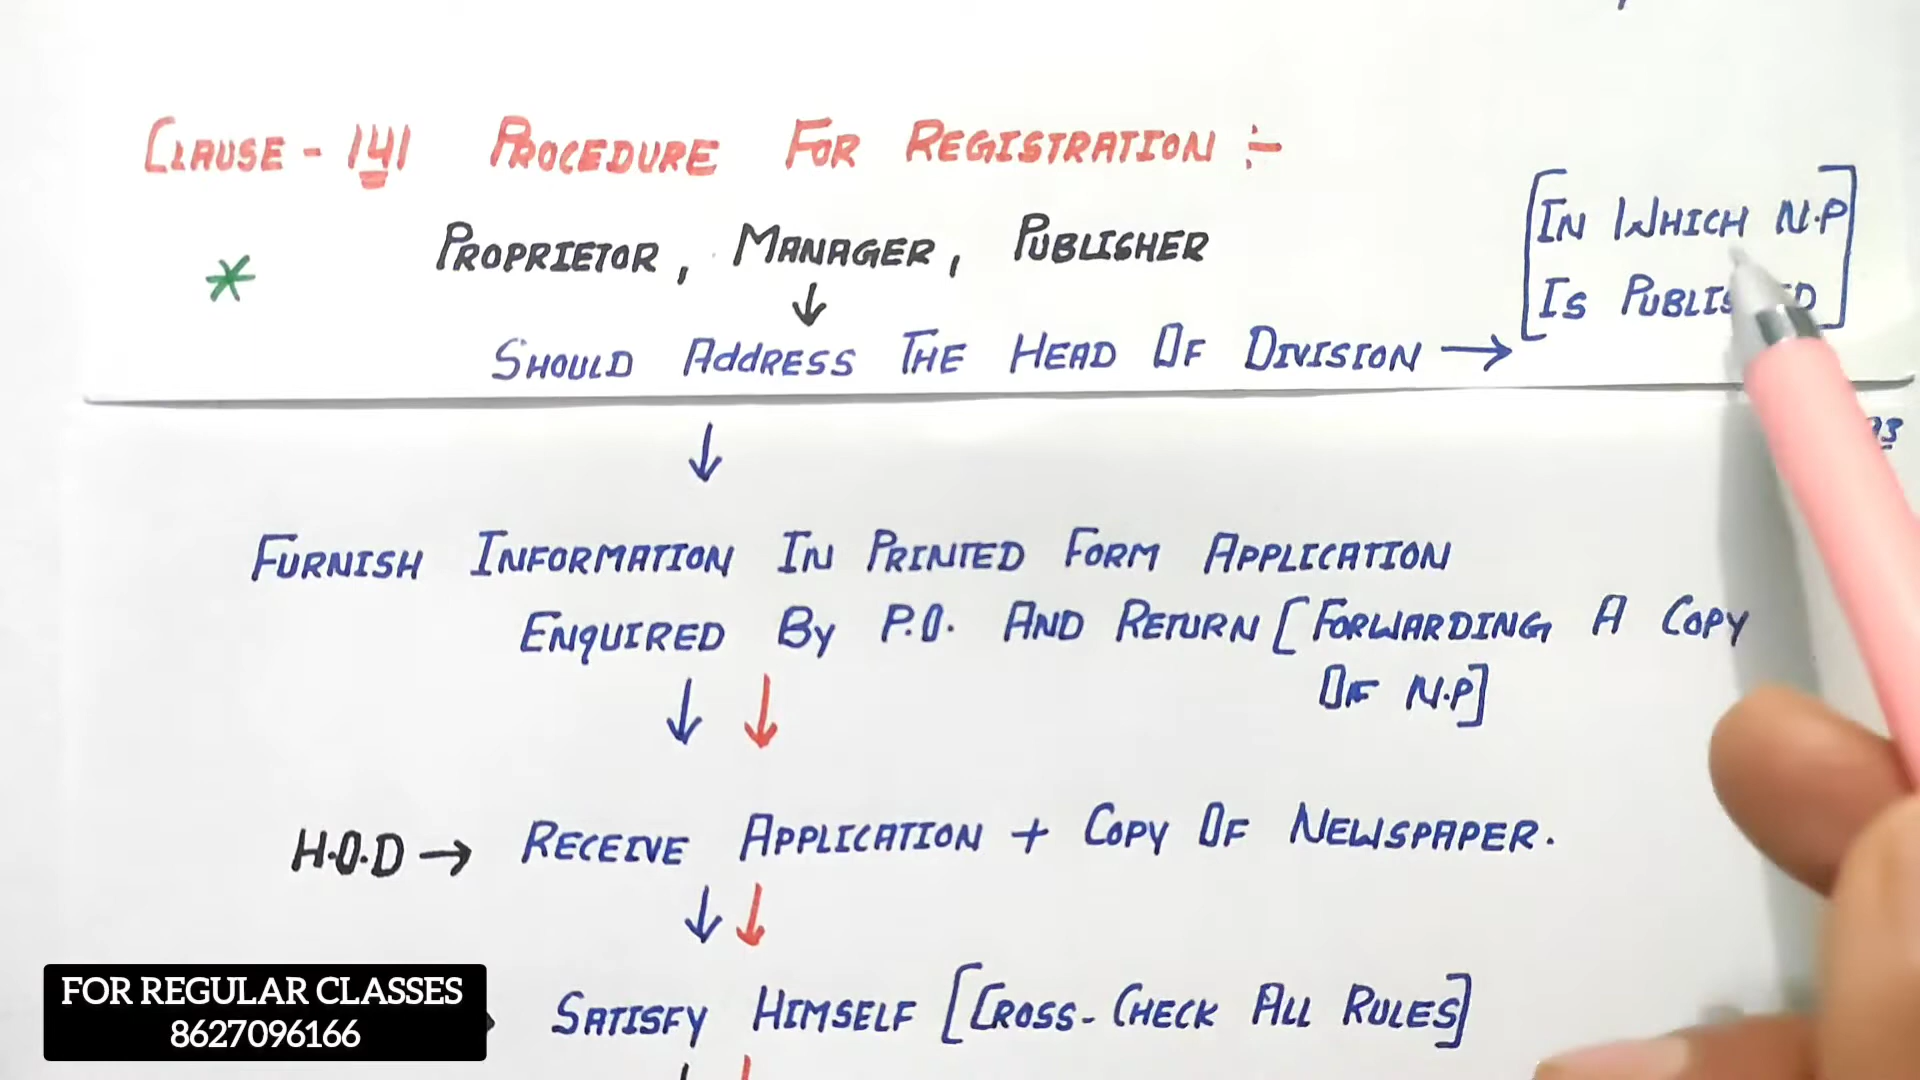 CLAUSE - 141 PROCEDURE FOR REGISTRATION :-
PROPRIETOR, MANAGER, PUBLISHER
[IN WHICH N.P
IS PUBLISHED]
SHOULD ADDRESS THE HEAD OF DIVISION →
FURNISH INFORMATION IN PRINTED FORM APPLICATION
ENQUIRED BY P.O. AND RETURN [FORWARDING A COPY
OF N.P]
H.O.D → RECEIVE APPLICATION + COPY OF NEWSPAPER.
SATISFY HIMSELF [CROSS-CHECK ALL RULES]
FOR REGULAR CLASSES
8627096166